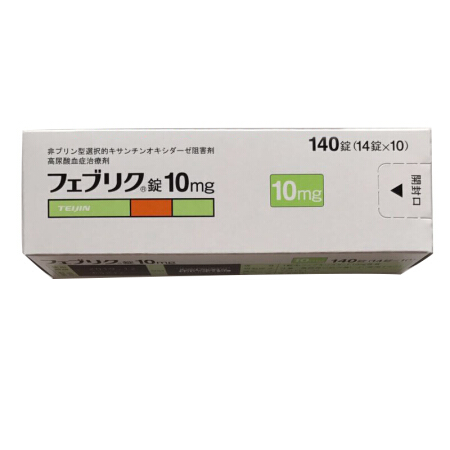 非プリン型選択的キサンチンオキシダーゼ阻害剤
高尿酸血症治療剤
フェブリク®錠10mg
TEIJIN
140錠(14錠×10)
10mg
開封口
フェブリク錠10mg
140錠(14錠×10)